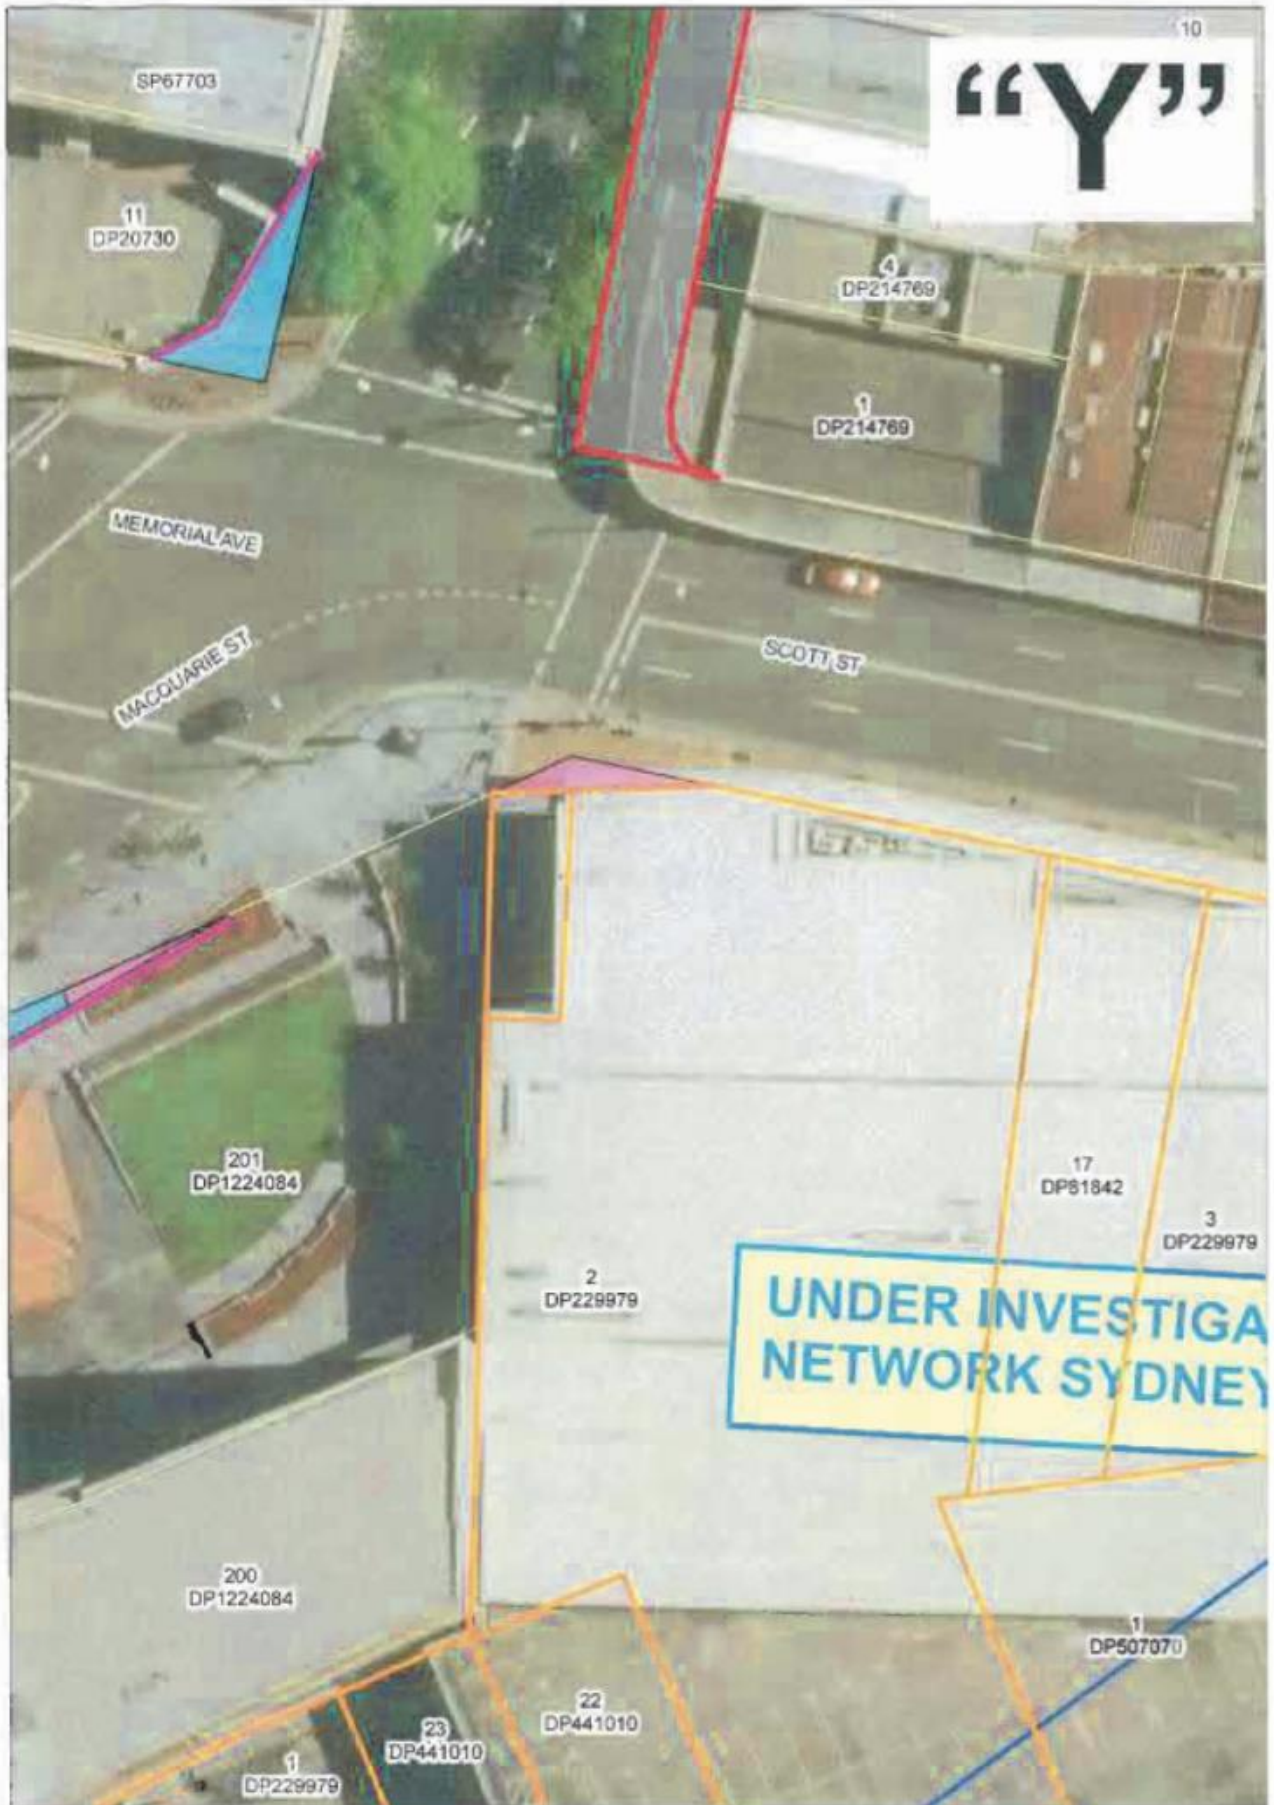 10
“Y”
SP67703
11
DP20730
4
DP214769
1
DP214769
MEMORIAL AVE
MACQUARIE ST
SCOTT ST
201
DP1224084
17
DP81842
3
DP229979
2
DP229979
UNDER INVESTIGA
NETWORK SYDNEY
200
DP1224084
1
DP507070
22
DP441010
23
DP441010
1
DP229979